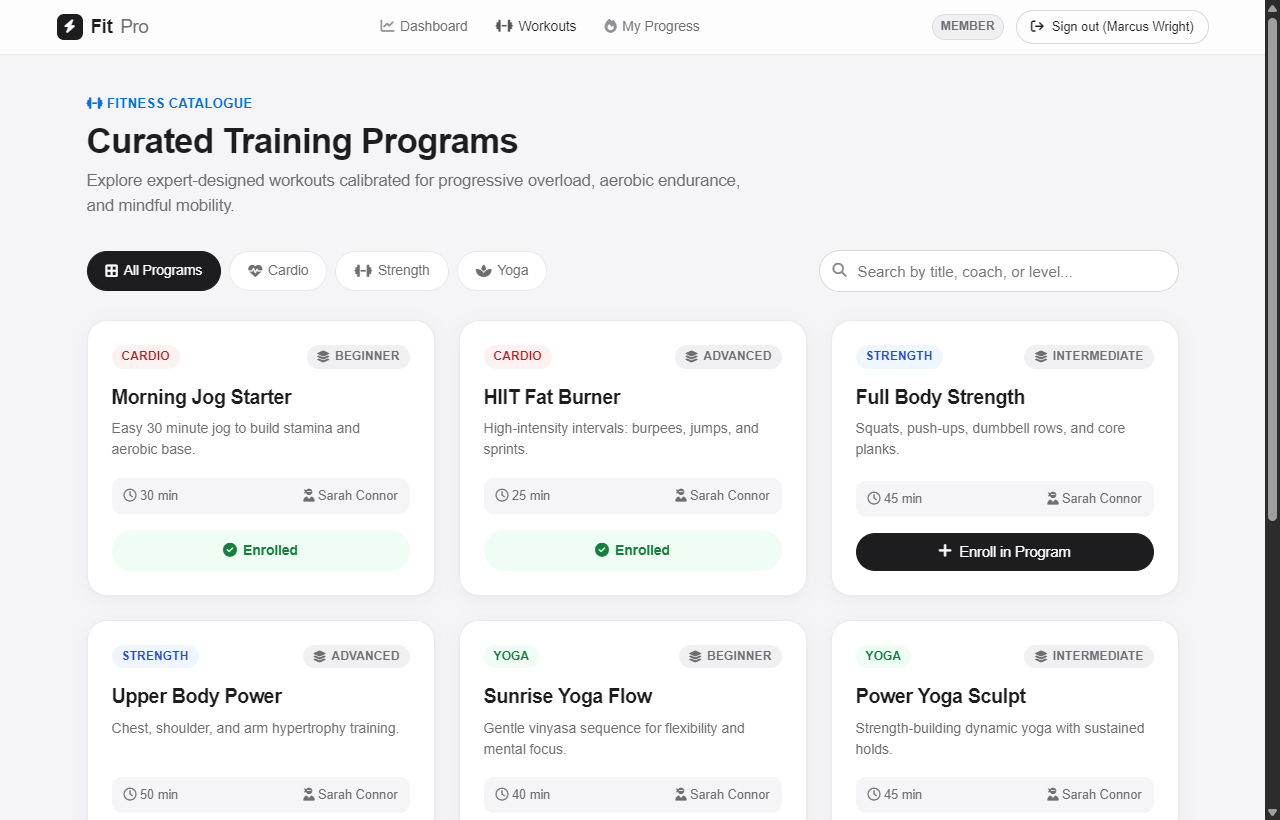 Fit Pro
Dashboard
Workouts
My Progress
MEMBER
Sign out (Marcus Wright)
FITNESS CATALOGUE
Curated Training Programs
Explore expert-designed workouts calibrated for progressive overload, aerobic endurance,
and mindful mobility.
All Programs
Cardio
Strength
Yoga
Search by title, coach, or level...
CARDIO
BEGINNER
Morning Jog Starter
Easy 30 minute jog to build stamina and
aerobic base.
30 min
Sarah Connor
Enrolled
CARDIO
ADVANCED
HIIT Fat Burner
High-intensity intervals: burpees, jumps, and
sprints.
25 min
Sarah Connor
Enrolled
STRENGTH
INTERMEDIATE
Full Body Strength
Squats, push-ups, dumbbell rows, and core
planks.
45 min
Sarah Connor
Enroll in Program
STRENGTH
ADVANCED
Upper Body Power
Chest, shoulder, and arm hypertrophy training.
50 min
Sarah Connor
YOGA
BEGINNER
Sunrise Yoga Flow
Gentle vinyasa sequence for flexibility and
mental focus.
40 min
Sarah Connor
YOGA
INTERMEDIATE
Power Yoga Sculpt
Strength-building dynamic yoga with sustained
holds.
45 min
Sarah Connor